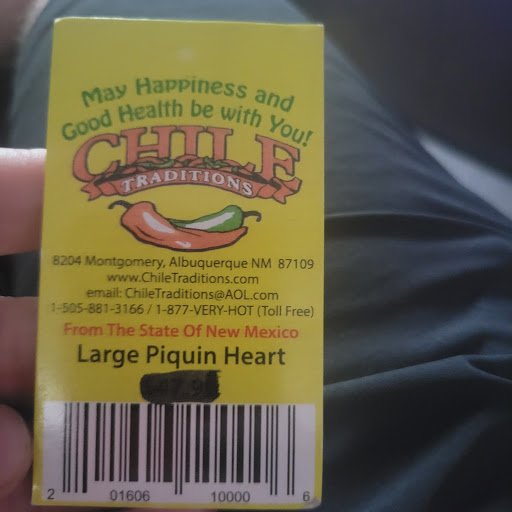 May Happiness and
Good Health be with You!
CHILE
TRADITIONS
8204 Montgomery, Albuquerque NM 87109
www.ChileTraditions.com
email: ChileTraditions@AOL.com
1-505-881-3166 / 1-877-VERY-HOT (Toll Free)
From The State Of New Mexico
Large Piquin Heart
2 01606 10000 6